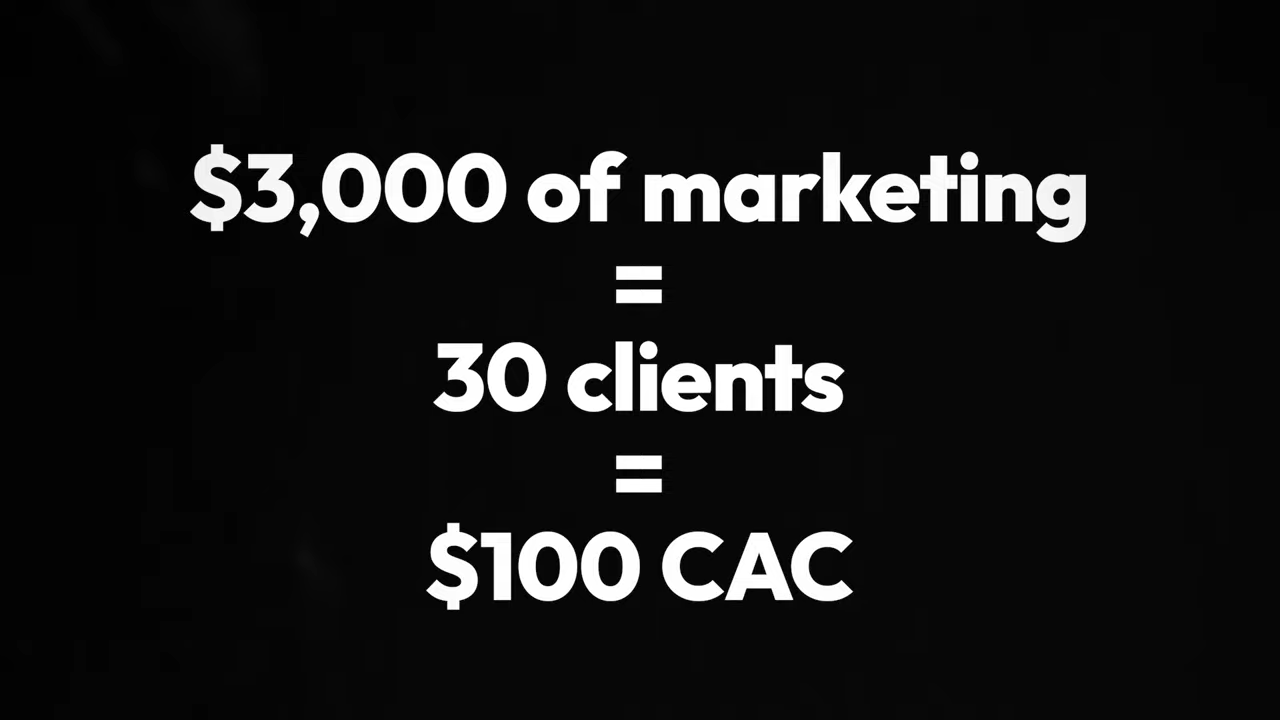 $3,000 of marketing
=
30 clients
=
$100 CAC